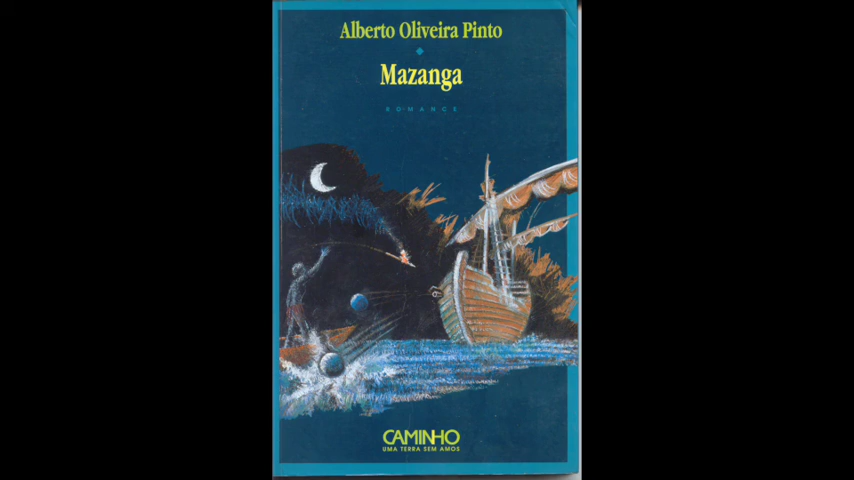 Alberto Oliveira Pinto
Mazanga
ROMANCE
CAMINHO
UMA TERRA SEM AMOS